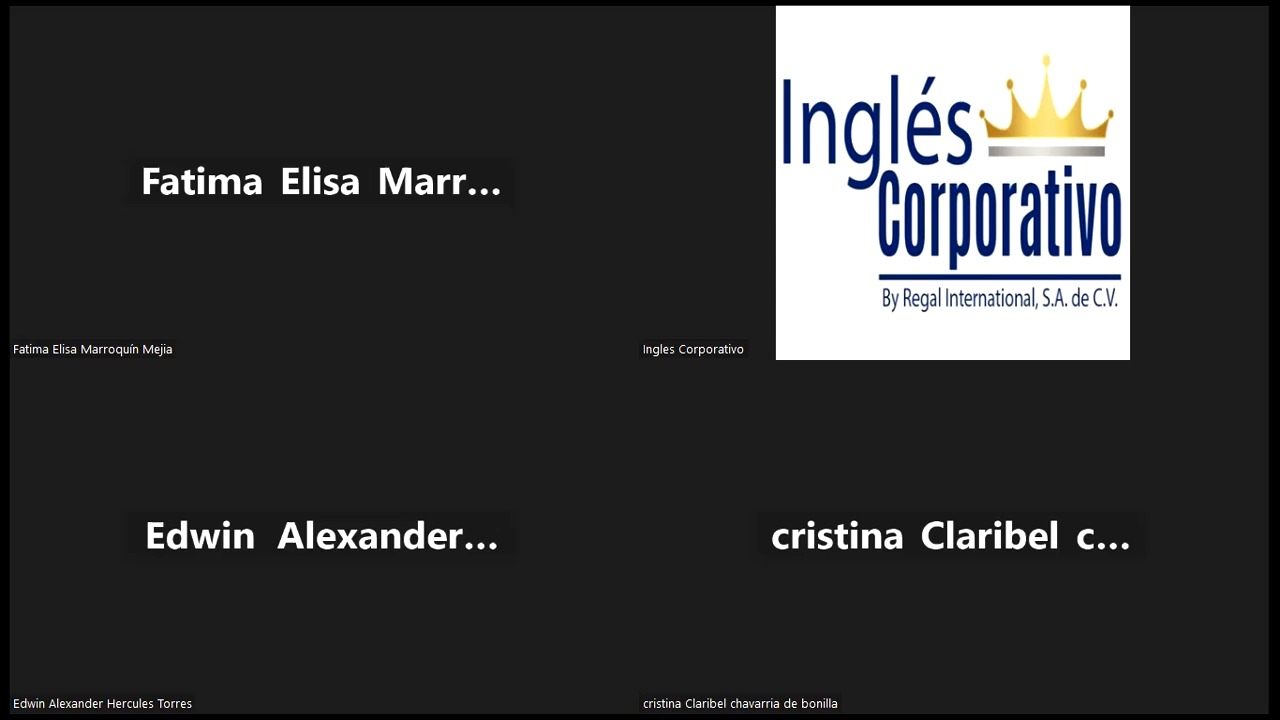 Fatima Elisa Marr...
Fatima Elisa Marroquín Mejia
Inglés
Corporativo
By Regal International, S.A. de C.V.
Ingles Corporativo
Edwin Alexander...
Edwin Alexander Hercules Torres
cristina Claribel c...
cristina Claribel chavarria de bonilla